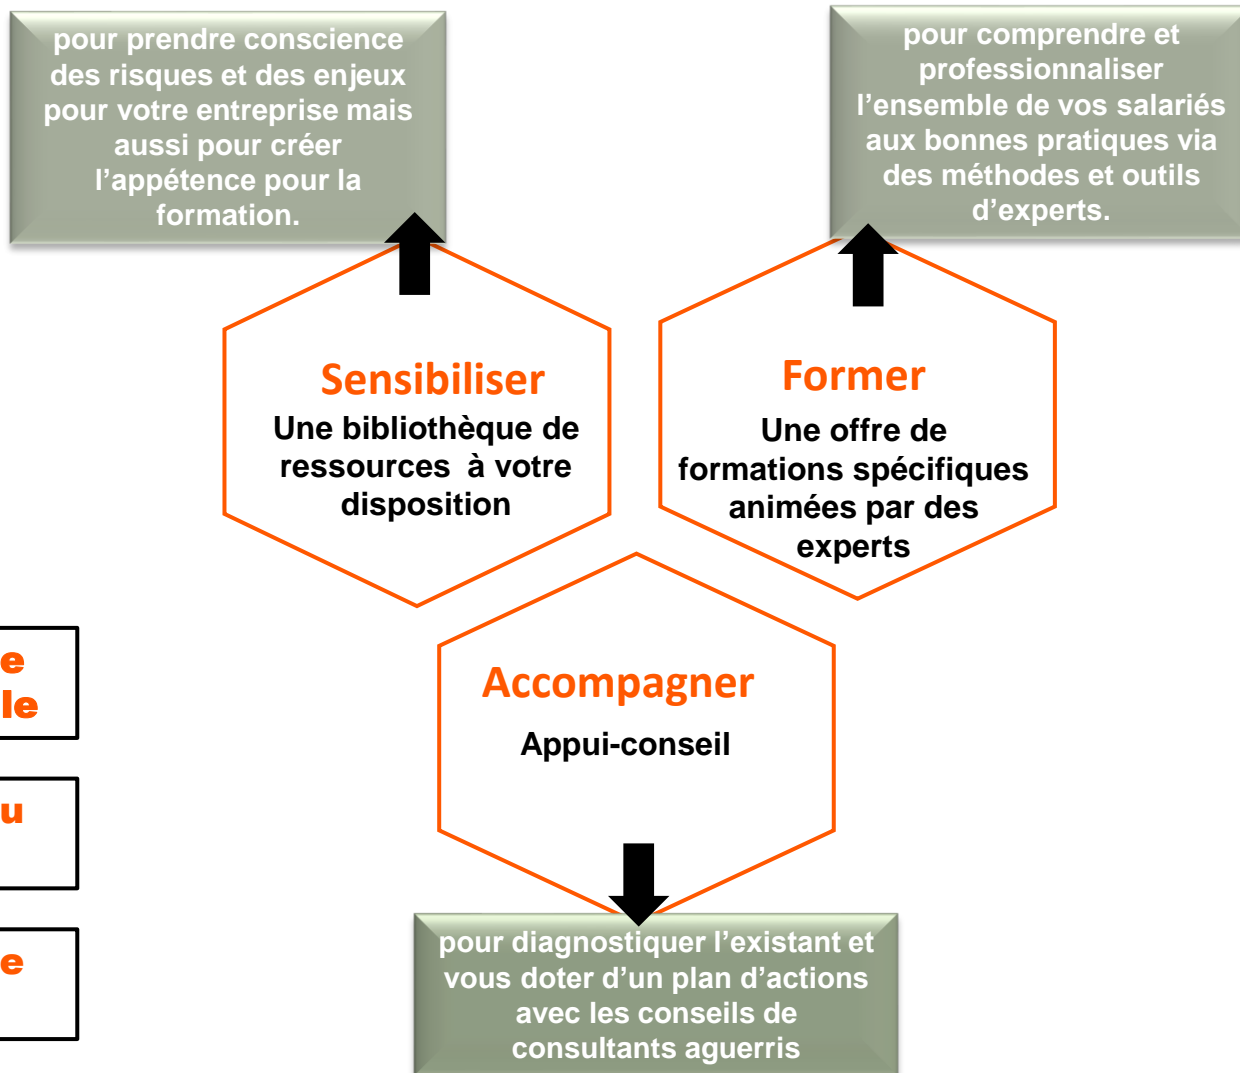 pour prendre conscience
des risques et des enjeux
pour votre entreprise mais
aussi pour créer
l’appétence pour la
formation.
pour comprendre et
professionnaliser
l’ensemble de vos salariés
aux bonnes pratiques via
des méthodes et outils
d’experts.
Sensibiliser
Une bibliothèque de
ressources à votre
disposition
Former
Une offre de
formations spécifiques
animées par des
experts
Accompagner
Appui-conseil
pour diagnostiquer l’existant et
vous doter d’un plan d’actions
avec les conseils de
consultants aguerris
e
le
u
e